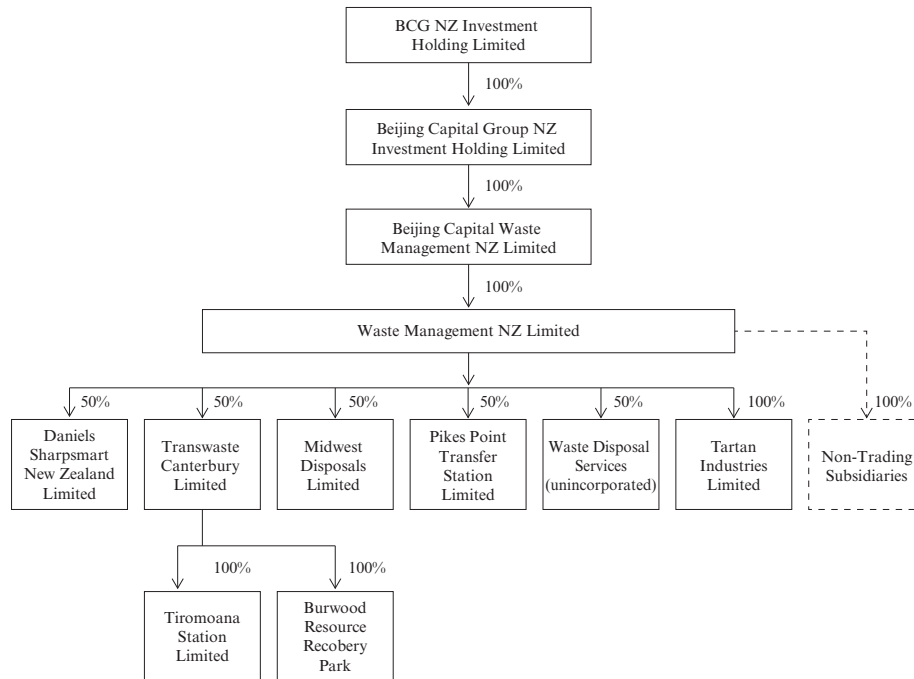 BCG NZ Investment
Holding Limited
100%
Beijing Capital Group NZ
Investment Holding Limited
100%
Beijing Capital Waste
Management NZ Limited
100%
Waste Management NZ Limited
50%
50%
50%
50%
50%
100%
100%
Daniels
Sharpsmart
New Zealand
Limited
Transwaste
Canterbury
Limited
Midwest
Disposals
Limited
Pikes Point
Transfer
Station
Limited
Waste Disposal
Services
(unincorporated)
Tartan
Industries
Limited
Non-Trading
Subsidiaries
100%
100%
Tiromoana
Station
Limited
Burwood
Resource
Recobery
Park